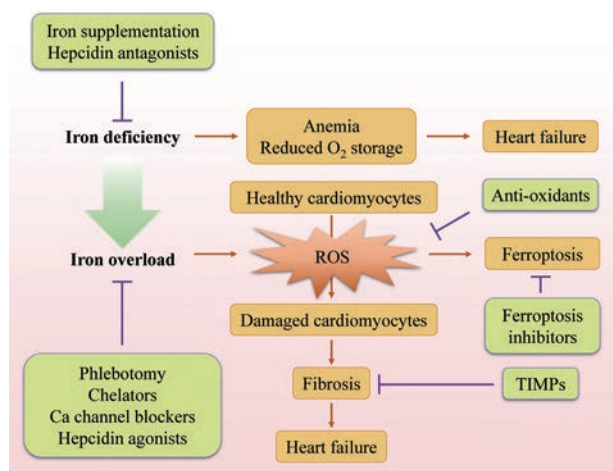 Iron supplementation
Hepcidin antagonists
Iron deficiency
Anemia
Reduced O₂ storage
Heart failure
Healthy cardiomyocytes
Anti-oxidants
Iron overload
ROS
Ferroptosis
Damaged cardiomyocytes
Ferroptosis
inhibitors
Phlebotomy
Chelators
Ca channel blockers
Hepcidin agonists
Fibrosis
TIMPs
Heart failure